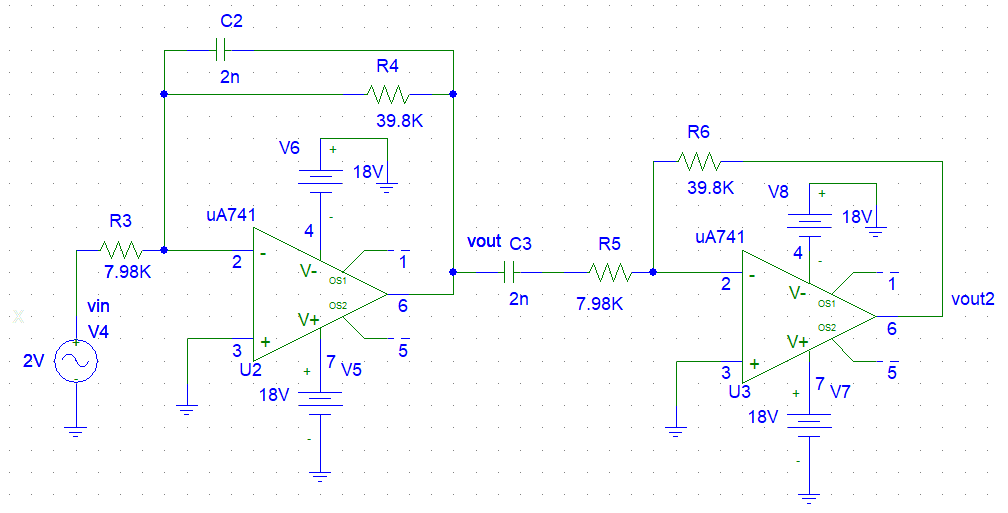 C2
2n
R4
39.8K
R6
39.8K
V6
+
18V
-
V8
+
18V
-
R3
7.98K
uA741
4
2
-
V-
OS1
1
OS2
V+
6
+
3
5
U2
7
V5
+
18V
-
vin
V4
+
-
2V
X
vout
C3
2n
R5
7.98K
uA741
4
2
-
V-
OS1
1
OS2
V+
6
vout2
+
3
5
U3
7
V7
+
18V
-